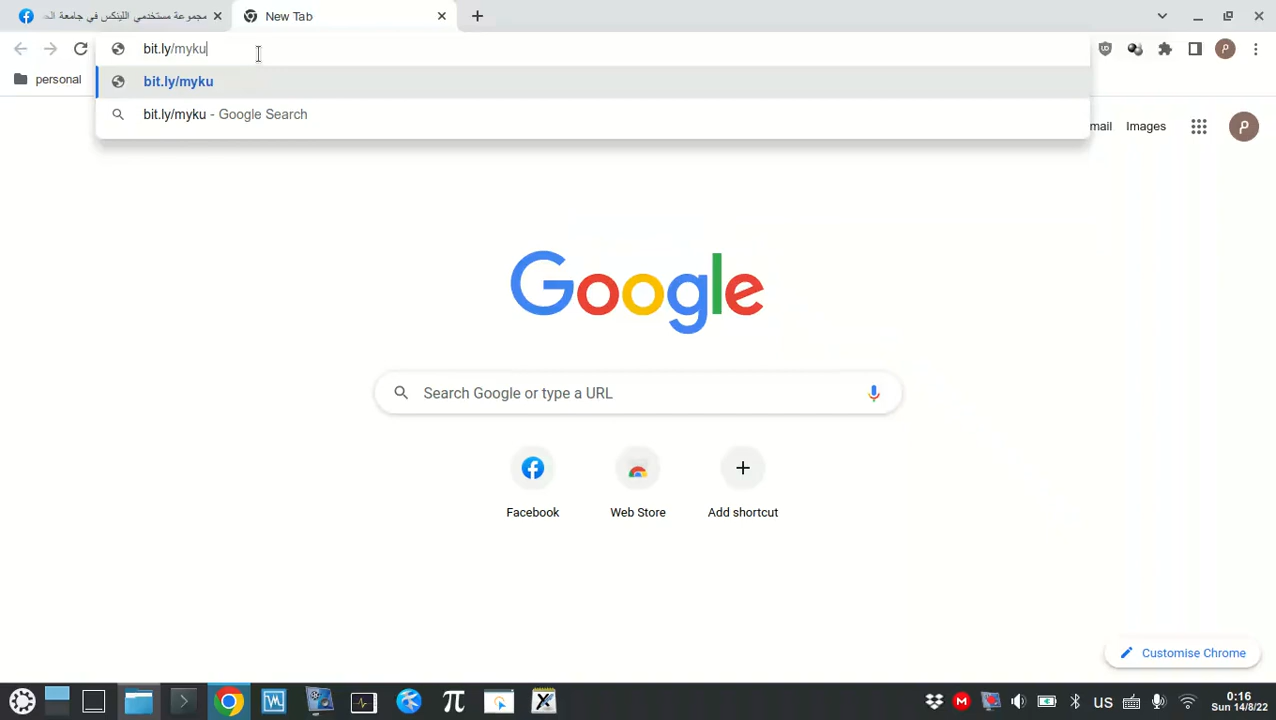 مجموعة مستخدمي اللينكس في جامعة الح
New Tab
bit.ly/myku
personal
bit.ly/myku
bit.ly/myku - Google Search
mail
Images
p
Google
Search Google or type a URL
Facebook
Web Store
Add shortcut
Customise Chrome
US
0:16
Sun 14/8/22